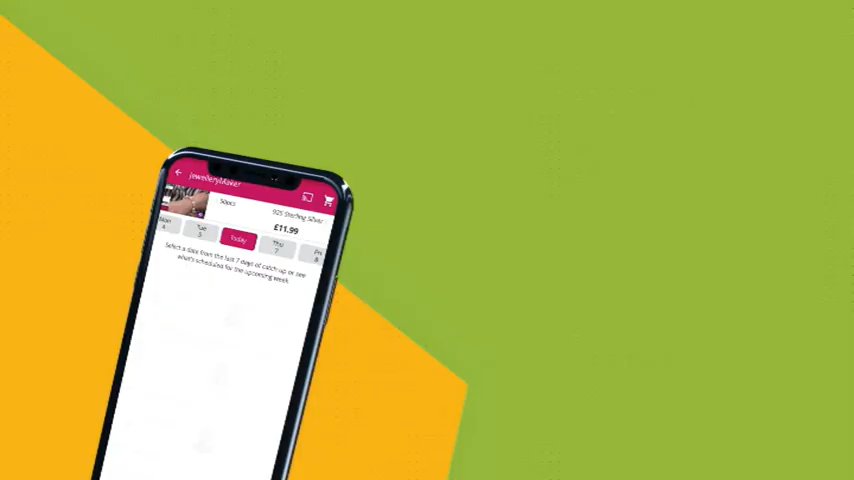 JewelleryMaker
50pcs
925 Sterling Silver
£11.99
Mon
4
Tue
5
Today
Thu
7
Fri
8
Select a date from the last 7 days of catch-up or see
what's scheduled for the upcoming week